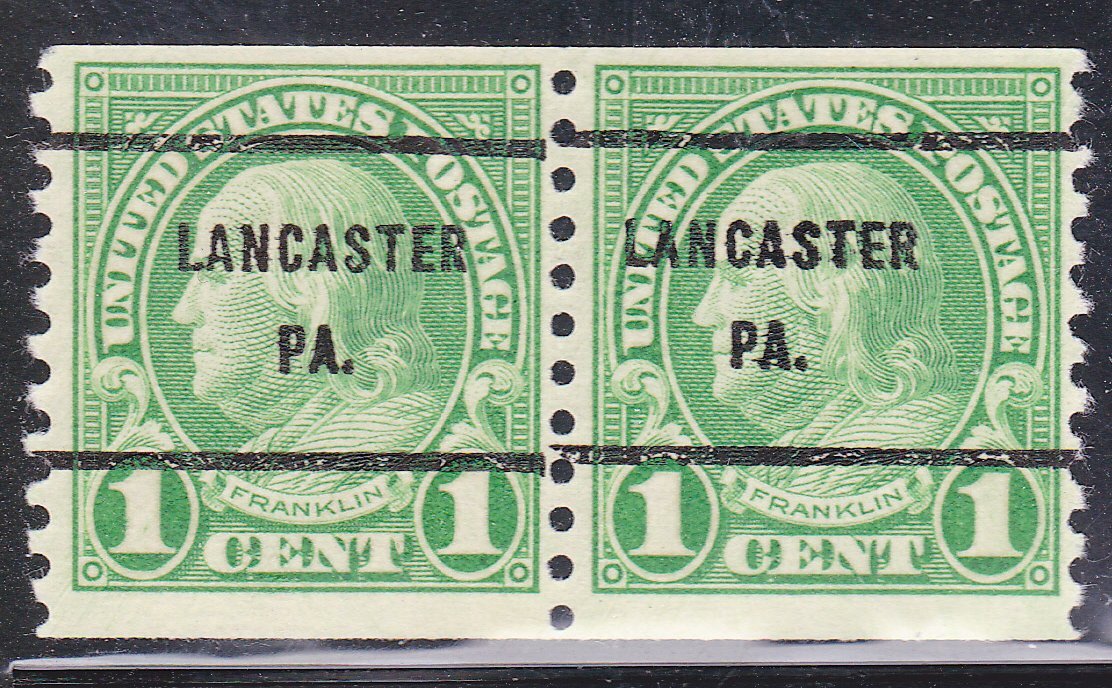 UNITED STATES POSTAGE
LANCASTER
PA.
FRANKLIN
1 CENT 1
UNITED STATES POSTAGE
LANCASTER
PA.
FRANKLIN
1 CENT 1